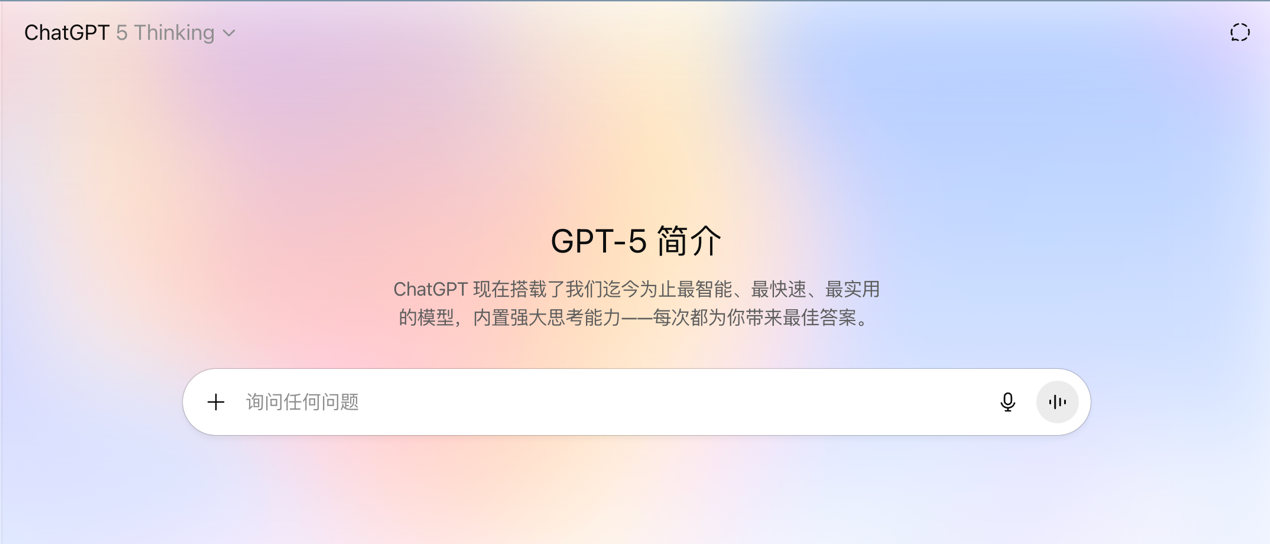 ChatGPT 5 Thinking
GPT-5 简介
ChatGPT 现在搭载了我们迄今为止最智能、最快速、最实用
的模型，内置强大思考能力——每次都为你带来最佳答案。
询问任何问题